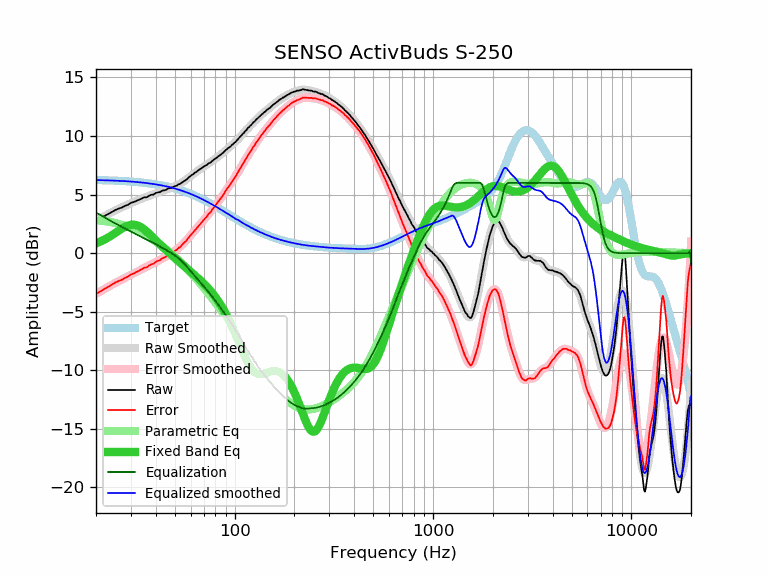 SENSO ActivBuds S-250
Amplitude (dBr)
15
10
5
0
−5
−10
−15
−20
Target
Raw Smoothed
Error Smoothed
Raw
Error
Parametric Eq
Fixed Band Eq
Equalization
Equalized smoothed
100
1000
10000
Frequency (Hz)